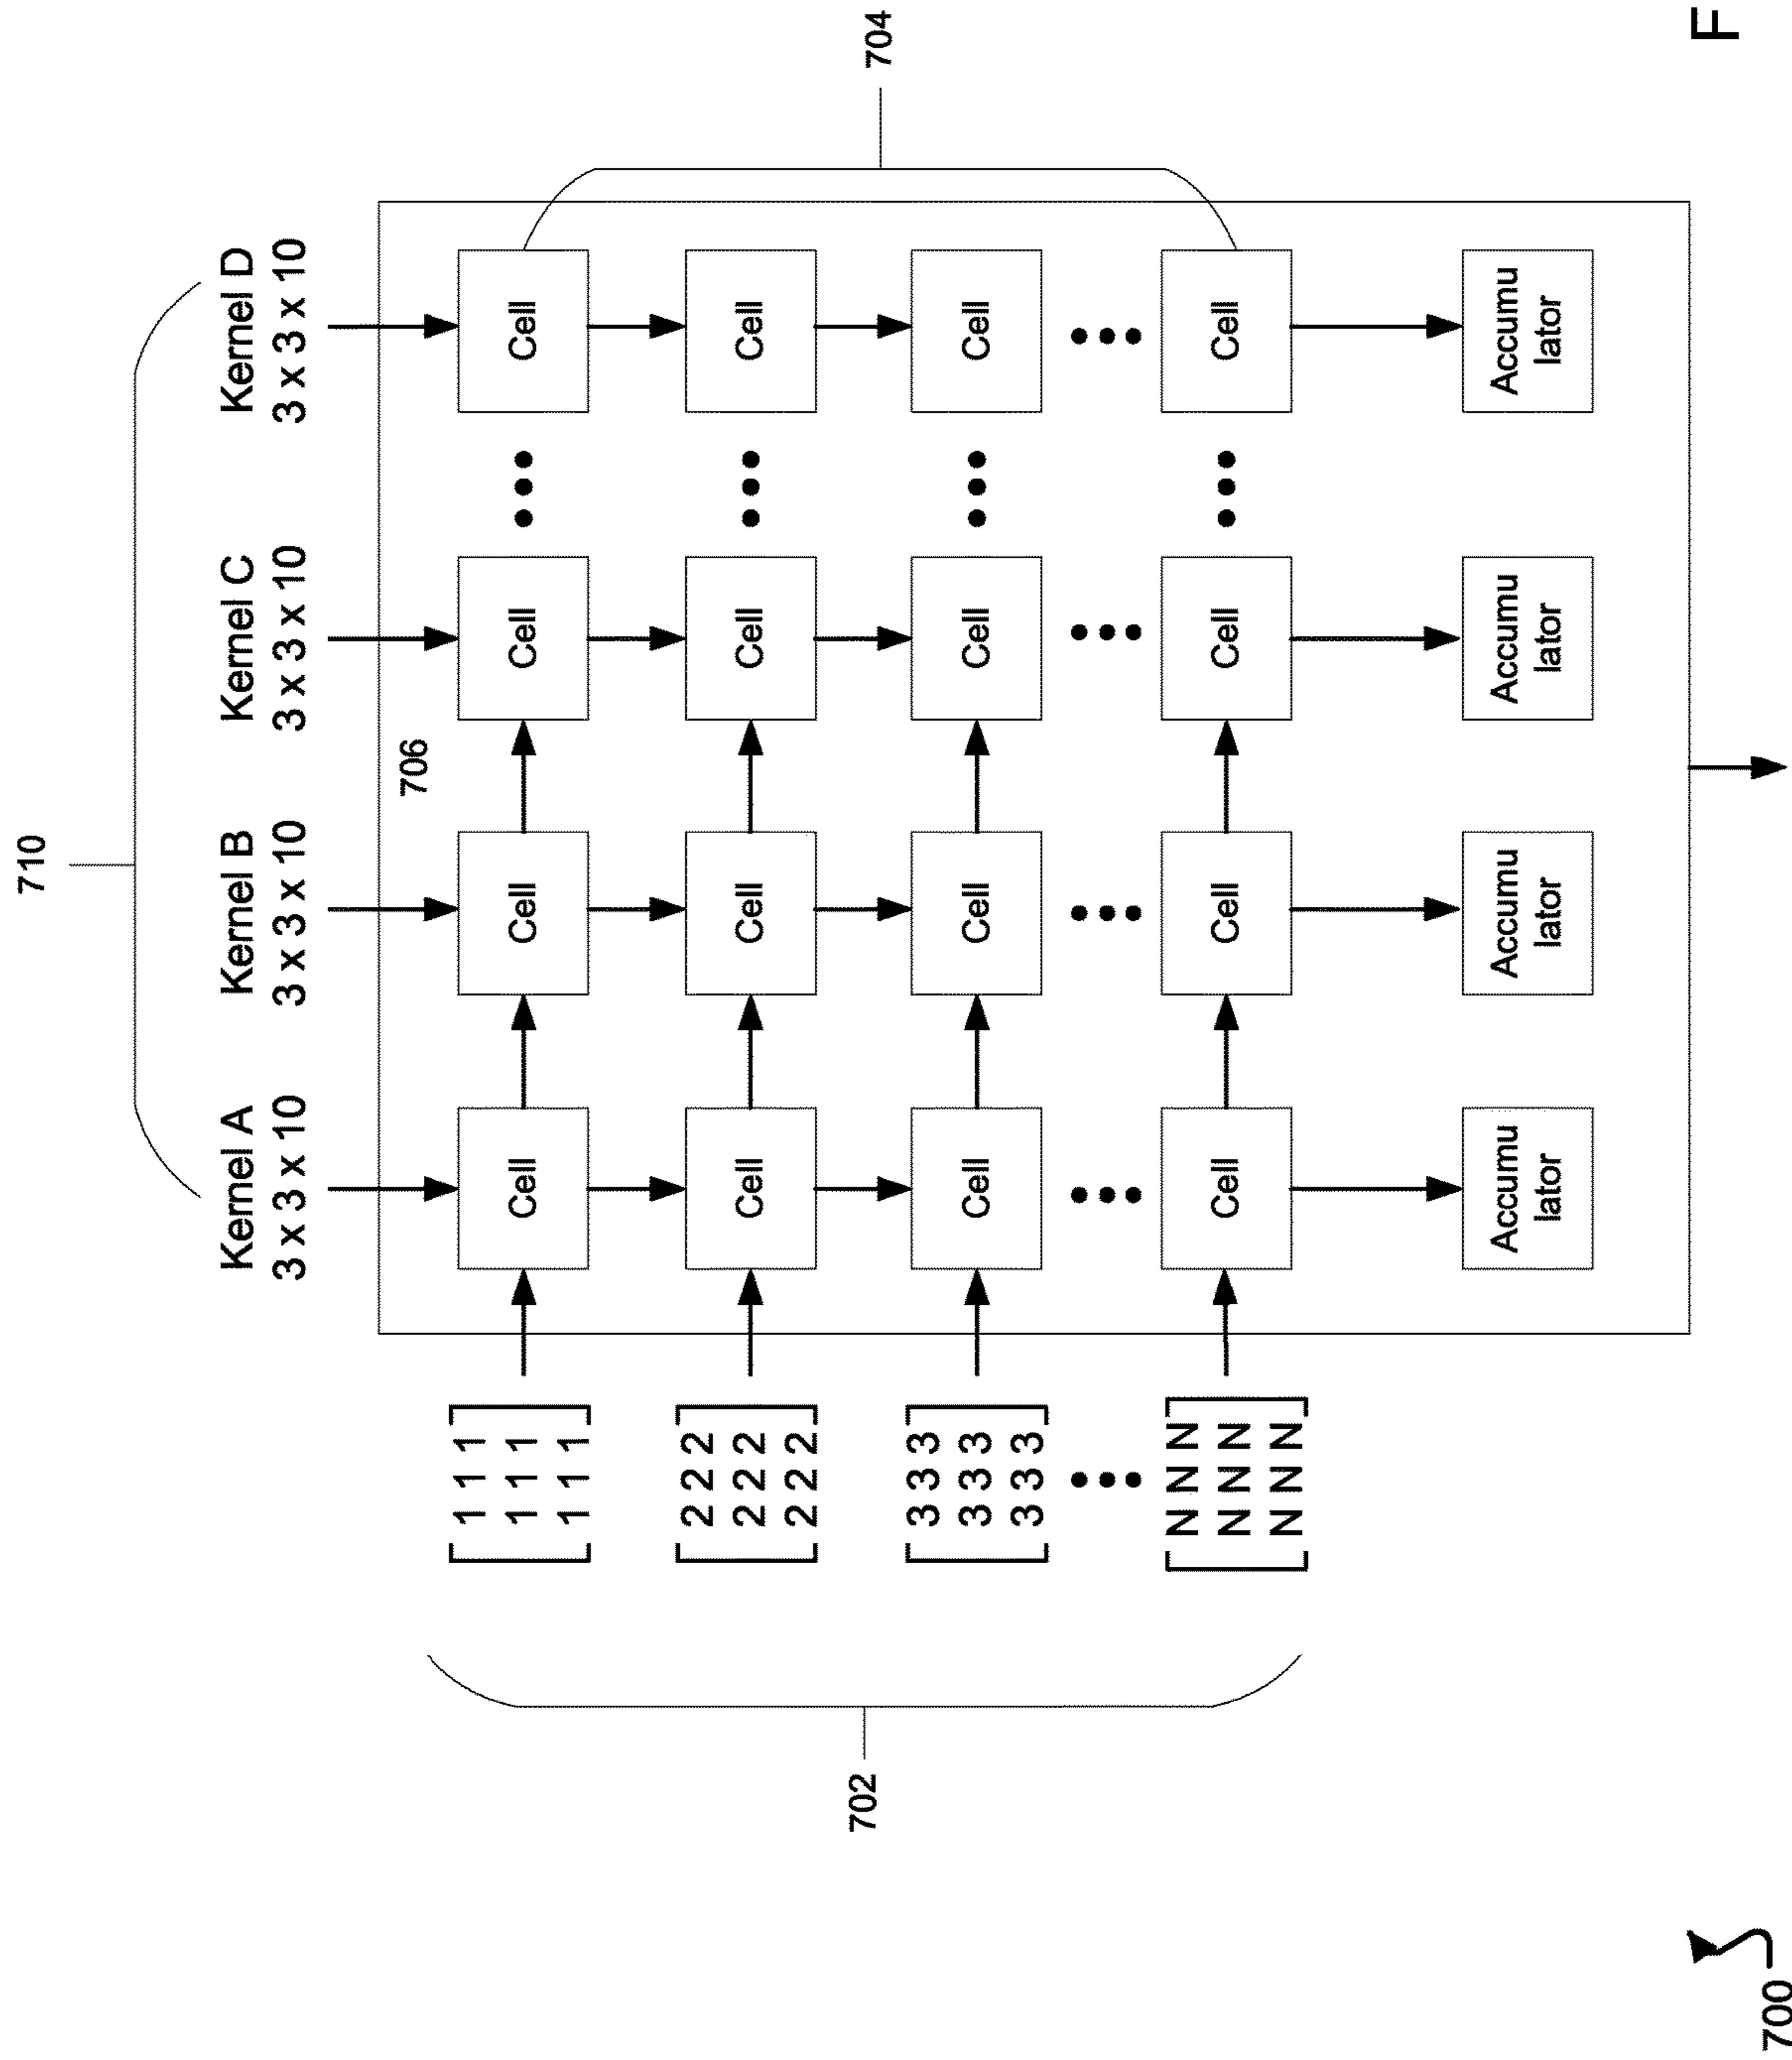 710
Kernel A
3 x 3 x 10
Kernel B
3 x 3 x 10
Kernel C
3 x 3 x 10
Kernel D
3 x 3 x 10
706
704
702
1 1 1
1 1 1
1 1 1
Cell
Cell
Cell
Cell
2 2 2
2 2 2
2 2 2
Cell
Cell
Cell
Cell
3 3 3
3 3 3
3 3 3
Cell
Cell
Cell
Cell
N N N
N N N
N N N
Cell
Cell
Cell
Cell
Accumu
lator
Accumu
lator
Accumu
lator
Accumu
lator
700
F